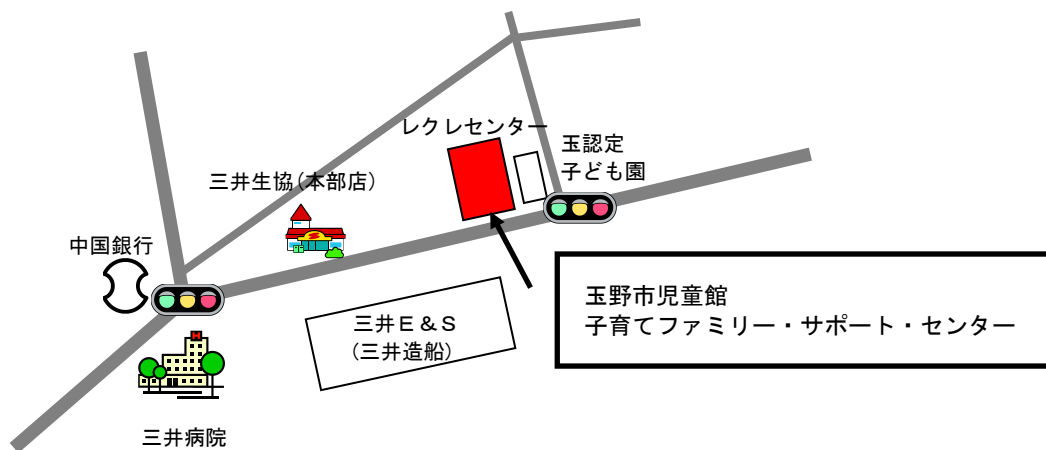 レクレセンター
玉認定
子ども園
三井生協(本部店)
中国銀行
三井E&S
(三井造船)
玉野市児童館
子育てファミリー・サポート・センター
三井病院